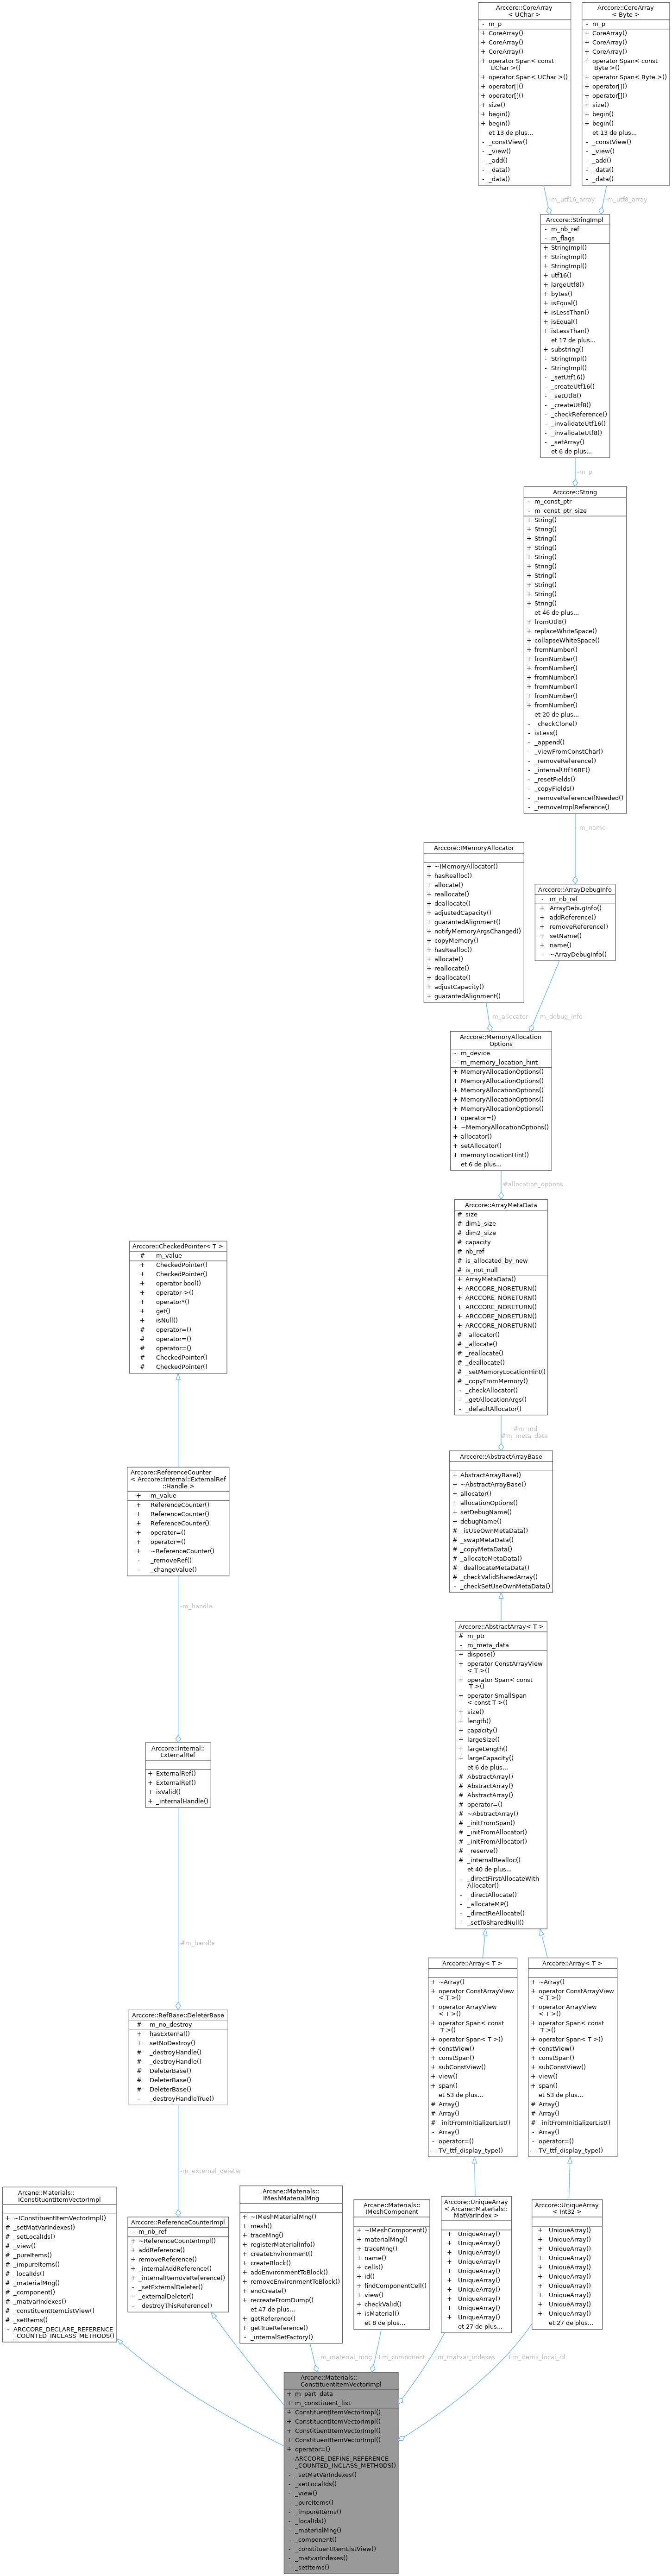 Arccore::CoreArray
< UChar >
- m_p
+ CoreArray()
+ CoreArray()
+ CoreArray()
+ operator Span< const
UChar >()
+ operator Span< UChar >()
+ operator[]()
+ operator[]()
+ size()
+ begin()
+ begin()
et 13 de plus...
- _constView()
- _view()
- _add()
- _data()
- _data()
Arccore::CoreArray
< Byte >
- m_p
+ CoreArray()
+ CoreArray()
+ CoreArray()
+ operator Span< const
Byte >()
+ operator Span< Byte >()
+ operator[]()
+ operator[]()
+ size()
+ begin()
+ begin()
et 13 de plus...
- _constView()
- _view()
- _add()
- _data()
- _data()
-m_utf16_array
-m_utf8_array
Arccore::StringImpl
- m_nb_ref
- m_flags
+ StringImpl()
+ StringImpl()
+ StringImpl()
+ utf16()
+ largeUtf8()
+ bytes()
+ isEqual()
+ isLessThan()
+ isEqual()
+ isLessThan()
et 17 de plus...
+ substring()
- StringImpl()
- StringImpl()
- _setUtf16()
- _createUtf16()
- _setUtf8()
- _createUtf8()
- _checkReference()
- _invalidateUtf16()
- _invalidateUtf8()
- _setArray()
et 6 de plus...
-m_p
Arccore::String
- m_const_ptr
- m_const_ptr_size
+ String()
+ String()
+ String()
+ String()
+ String()
+ String()
+ String()
+ String()
+ String()
+ String()
et 46 de plus...
+ fromUtf8()
+ replaceWhiteSpace()
+ collapseWhiteSpace()
+ fromNumber()
+ fromNumber()
+ fromNumber()
+ fromNumber()
+ fromNumber()
+ fromNumber()
+ fromNumber()
et 20 de plus...
- _checkClone()
- isLess()
- _append()
- _viewFromConstChar()
- _removeReference()
- _internalUtf16BE()
- _resetFields()
- _copyFields()
- _removeReferenceIfNeeded()
- _removeImplReference()
-m_name
Arccore::IMemoryAllocator
+ ~IMemoryAllocator()
+ hasRealloc()
+ allocate()
+ reallocate()
+ deallocate()
+ adjustedCapacity()
+ guarantedAlignment()
+ notifyMemoryArgsChanged()
+ copyMemory()
+ hasRealloc()
+ allocate()
+ reallocate()
+ deallocate()
+ adjustCapacity()
+ guarantedAlignment()
Arccore::ArrayDebugInfo
- m_nb_ref
+ ArrayDebugInfo()
+ addReference()
+ removeReference()
+ setName()
+ name()
- ~ArrayDebugInfo()
-m_allocator
-m_debug_info
Arccore::MemoryAllocation
Options
- m_device
- m_memory_location_hint
+ MemoryAllocationOptions()
+ MemoryAllocationOptions()
+ MemoryAllocationOptions()
+ MemoryAllocationOptions()
+ MemoryAllocationOptions()
+ operator=()
+ ~MemoryAllocationOptions()
+ allocator()
+ setAllocator()
+ memoryLocationHint()
et 6 de plus...
#allocation_options
Arccore::ArrayMetaData
# size
# dim1_size
# dim2_size
# capacity
# nb_ref
# is_allocated_by_new
# is_not_null
+ ArrayMetaData()
+ ARCCORE_NORETURN()
+ ARCCORE_NORETURN()
+ ARCCORE_NORETURN()
+ ARCCORE_NORETURN()
+ ARCCORE_NORETURN()
# _allocator()
# _allocate()
# _reallocate()
# _deallocate()
# _setMemoryLocationHint()
# _copyFromMemory()
- _checkAllocator()
- _getAllocationArgs()
- _defaultAllocator()
#m_md
#m_meta_data
Arccore::AbstractArrayBase
+ AbstractArrayBase()
+ ~AbstractArrayBase()
+ allocator()
+ allocationOptions()
+ setDebugName()
+ debugName()
# _isUseOwnMetaData()
# _swapMetaData()
# _copyMetaData()
# _allocateMetaData()
# _deallocateMetaData()
# _checkValidSharedArray()
- _checkSetUseOwnMetaData()
Arccore::AbstractArray< T >
# m_ptr
- m_meta_data
+ dispose()
+ operator ConstArrayView
< T >()
+ operator Span< const
T >()
+ operator SmallSpan
< const T >()
+ size()
+ length()
+ capacity()
+ largeSize()
+ largeLength()
+ largeCapacity()
et 6 de plus...
# AbstractArray()
# AbstractArray()
# AbstractArray()
# operator=()
# ~AbstractArray()
# _initFromSpan()
# _initFromAllocator()
# _initFromAllocator()
# _reserve()
# _internalRealloc()
et 40 de plus...
- _directFirstAllocateWith
Allocator()
- _directAllocate()
- _allocateMP()
- _directReAllocate()
- _setToSharedNull()
Arccore::CheckedPointer< T >
# m_value
+ CheckedPointer()
+ CheckedPointer()
+ operator bool()
+ operator->()
+ operator*()
+ get()
+ isNull()
# operator=()
# operator=()
# operator=()
# CheckedPointer()
# CheckedPointer()
Arccore::ReferenceCounter
< Arccore::Internal::ExternalRef
::Handle >
+ m_value
+ ReferenceCounter()
+ ReferenceCounter()
+ ReferenceCounter()
+ operator=()
+ operator=()
+ ~ReferenceCounter()
- _removeRef()
- _changeValue()
-m_handle
Arccore::Internal::
ExternalRef
+ ExternalRef()
+ ExternalRef()
+ isValid()
+ _internalHandle()
#m_handle
Arccore::RefBase::DeleterBase
# m_no_destroy
+ hasExternal()
+ setNoDestroy()
# _destroyHandle()
# _destroyHandle()
# DeleterBase()
# DeleterBase()
# DeleterBase()
- _destroyHandleTrue()
-m_external_deleter
Arccore::Array< T >
+ ~Array()
+ operator ConstArrayView
< T >()
+ operator ArrayView
< T >()
+ operator Span< const
T >()
+ operator Span< T >()
+ constView()
+ constSpan()
+ subConstView()
+ view()
+ span()
et 53 de plus...
# Array()
# Array()
# _initFromInitializerList()
- Array()
- operator=()
- TV_ttf_display_type()
Arccore::Array< T >
+ ~Array()
+ operator ConstArrayView
< T >()
+ operator ArrayView
< T >()
+ operator Span< const
T >()
+ operator Span< T >()
+ constView()
+ constSpan()
+ subConstView()
+ view()
+ span()
et 53 de plus...
# Array()
# Array()
# _initFromInitializerList()
- Array()
- operator=()
- TV_ttf_display_type()
Arcane::Materials::
IConstituentItemVectorImpl
+ ~IConstituentItemVectorImpl()
# _setMatVarIndexes()
# _setLocalIds()
# _view()
# _pureItems()
# _impureItems()
# _localIds()
# _materialMng()
# _component()
# _matvarIndexes()
# _constituentItemListView()
# _setItems()
- ARCCORE_DECLARE_REFERENCE
_COUNTED_INCLASS_METHODS()
Arccore::ReferenceCounterImpl
- m_nb_ref
+ ~ReferenceCounterImpl()
+ addReference()
+ removeReference()
+ _internalAddReference()
+ _internalRemoveReference()
- _setExternalDeleter()
- _externalDeleter()
- _destroyThisReference()
Arcane::Materials::
IMeshMaterialMng
+ ~IMeshMaterialMng()
+ mesh()
+ traceMng()
+ registerMaterialInfo()
+ createEnvironment()
+ createBlock()
+ addEnvironmentToBlock()
+ removeEnvironmentToBlock()
+ endCreate()
+ recreateFromDump()
et 47 de plus...
+ getReference()
+ getTrueReference()
- _internalSetFactory()
Arcane::Materials::
IMeshComponent
+ ~IMeshComponent()
+ materialMng()
+ traceMng()
+ name()
+ cells()
+ id()
+ findComponentCell()
+ view()
+ checkValid()
+ isMaterial()
et 8 de plus...
Arccore::UniqueArray
< Arcane::Materials::
MatVarIndex >
+ UniqueArray()
+ UniqueArray()
+ UniqueArray()
+ UniqueArray()
+ UniqueArray()
+ UniqueArray()
+ UniqueArray()
+ UniqueArray()
+ UniqueArray()
+ UniqueArray()
et 27 de plus...
Arccore::UniqueArray
< Int32 >
+ UniqueArray()
+ UniqueArray()
+ UniqueArray()
+ UniqueArray()
+ UniqueArray()
+ UniqueArray()
+ UniqueArray()
+ UniqueArray()
+ UniqueArray()
+ UniqueArray()
et 27 de plus...
+m_material_mng
+m_component
+m_matvar_indexes
+m_items_local_id
Arcane::Materials::
ConstituentItemVectorImpl
+ m_part_data
+ m_constituent_list
+ ConstituentItemVectorImpl()
+ ConstituentItemVectorImpl()
+ ConstituentItemVectorImpl()
+ ConstituentItemVectorImpl()
+ operator=()
- ARCCORE_DEFINE_REFERENCE
_COUNTED_INCLASS_METHODS()
- _setMatVarIndexes()
- _setLocalIds()
- _view()
- _pureItems()
- _impureItems()
- _localIds()
- _materialMng()
- _component()
- _constituentItemListView()
- _matvarIndexes()
- _setItems()